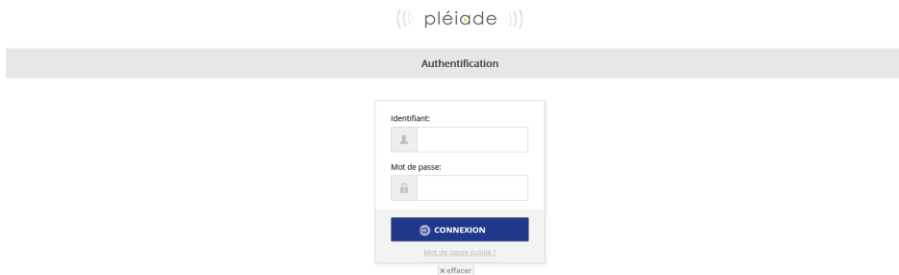 pléiade
Authentification
Identifiant:
Mot de passe:
CONNEXION
Mot de passe oublié ?
x effacer